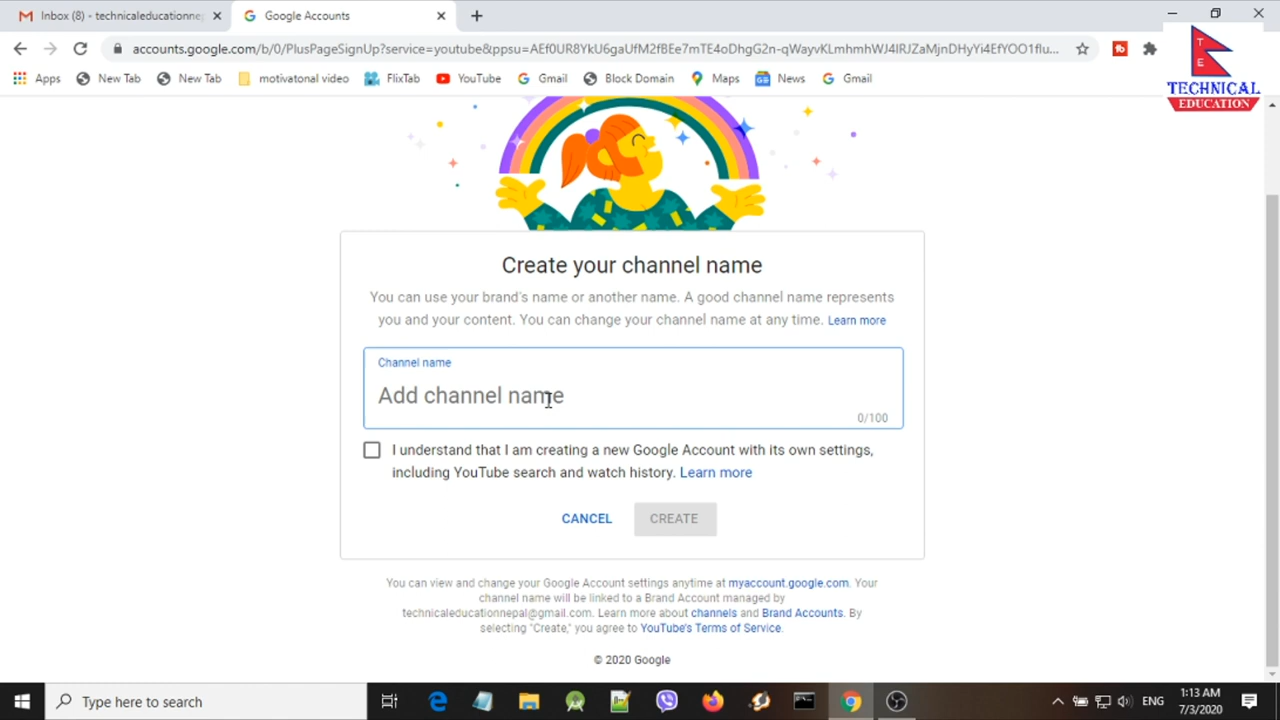 Inbox (8) - technicaleducationne
Google Accounts
accounts.google.com/b/0/PlusPageSignUp?service=youtube&ppsu=AEf0UR8YkU6gaUfM2fBEe7mTE4oDhgG2n-qWayvKLmhmhWJ4IRJZaMjnDHyYi4EfYOO1flu...
Apps
New Tab
New Tab
motivatonal video
FlixTab
YouTube
Gmail
Block Domain
Maps
News
Gmail
T
E
TECHNICAL
EDUCATION
Create your channel name
You can use your brand's name or another name. A good channel name represents
you and your content. You can change your channel name at any time. Learn more
Channel name
Add channel name
0/100
I understand that I am creating a new Google Account with its own settings,
including YouTube search and watch history. Learn more
CANCEL
CREATE
You can view and change your Google Account settings anytime at myaccount.google.com. Your
channel name will be linked to a Brand Account managed by
technicaleducationnepal@gmail.com. Learn more about channels and Brand Accounts. By
selecting "Create," you agree to YouTube's Terms of Service.
© 2020 Google
Type here to search
ENG
1:13 AM
7/3/2020